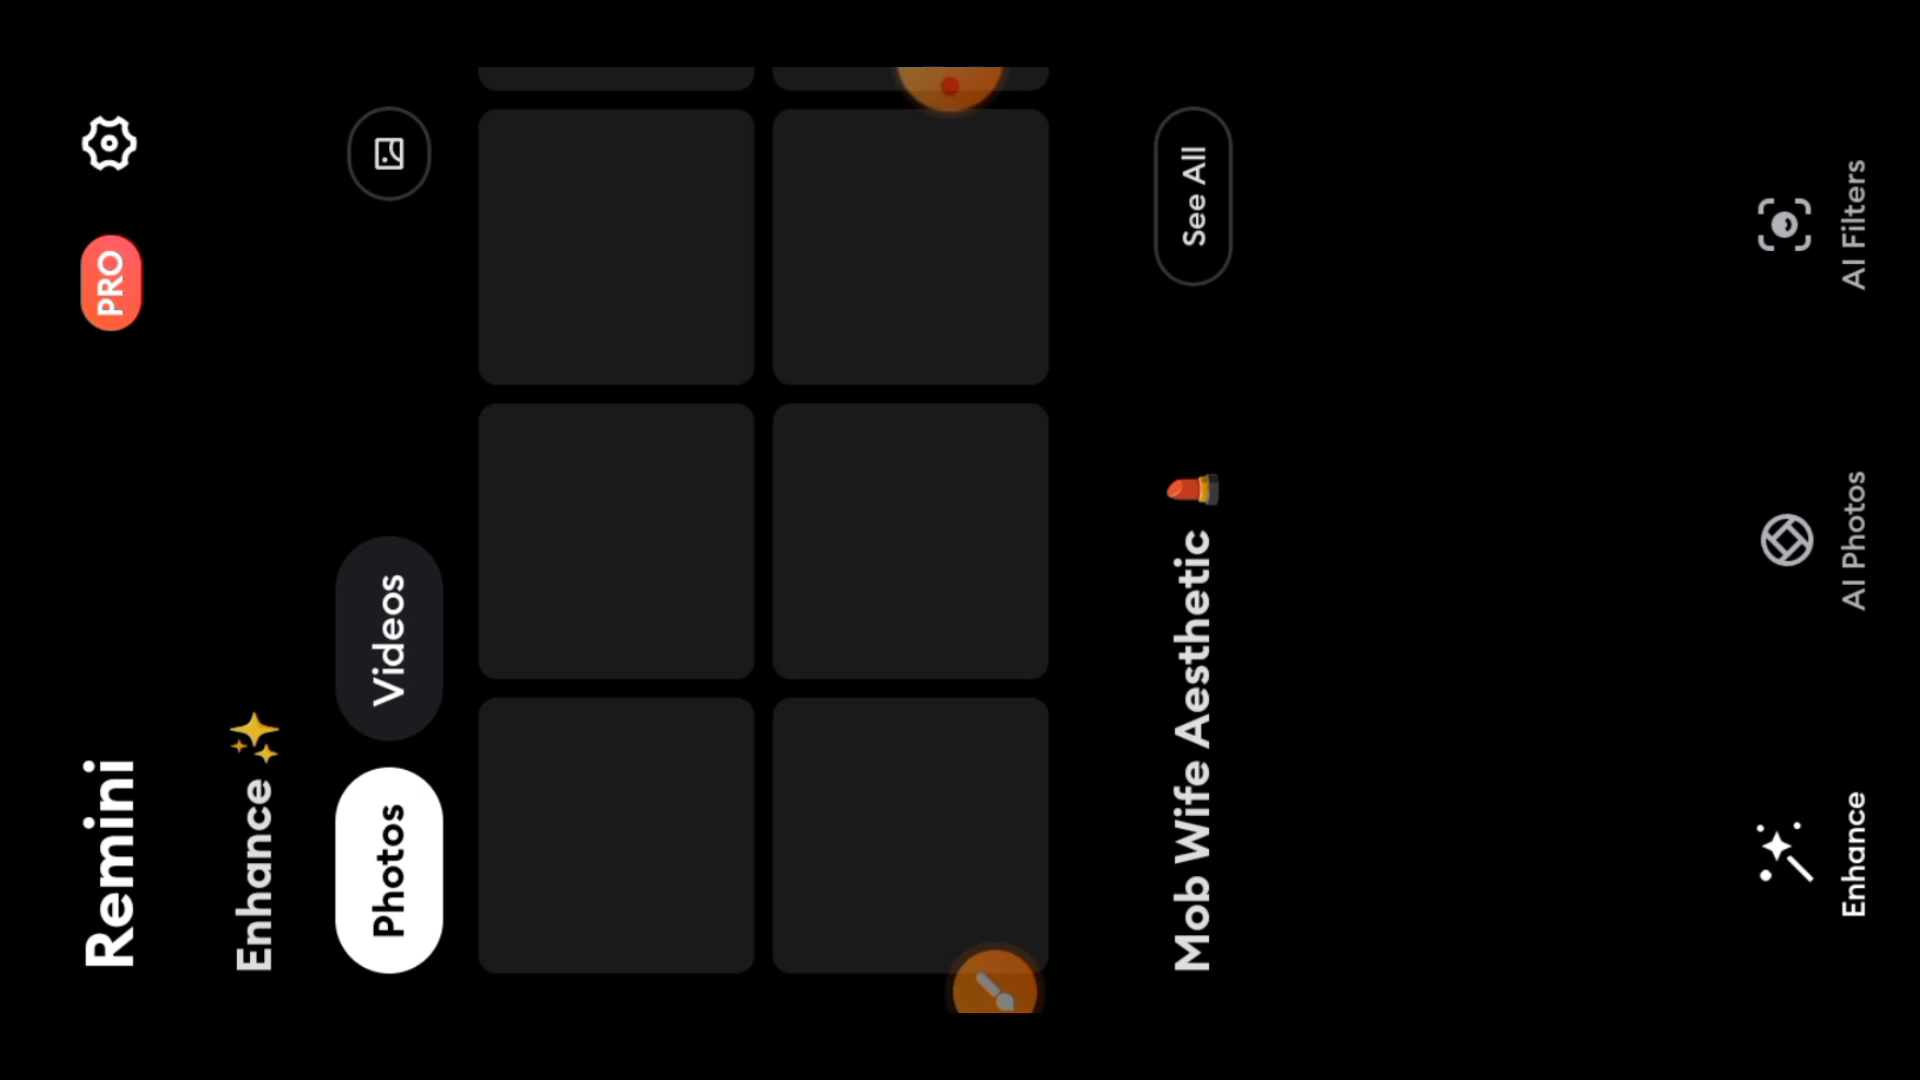 Remini PRO
Enhance ✨
Photos Videos
Mob Wife Aesthetic 💄 See All
Enhance AI Photos AI Filters